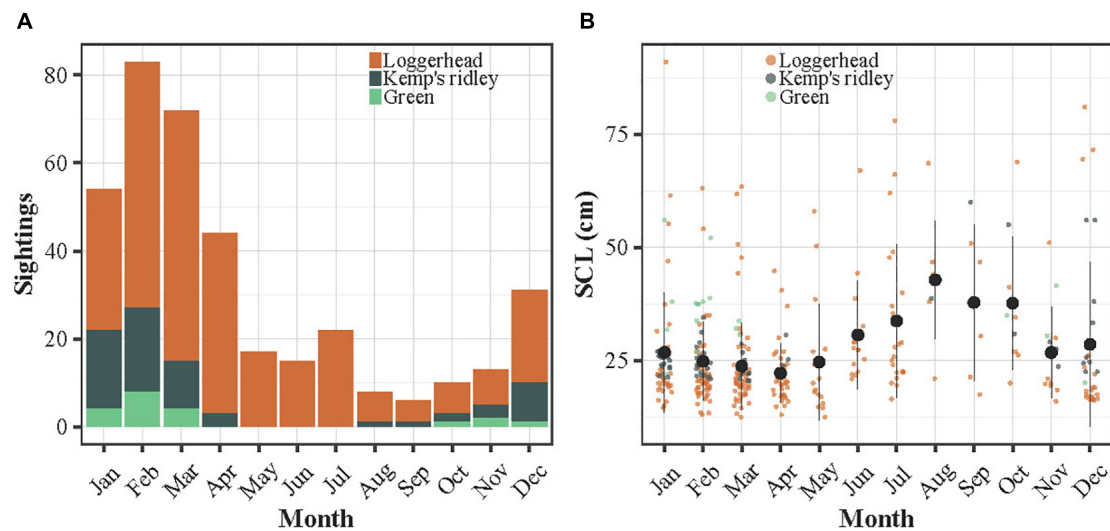 A
Sightings
80
60
40
20
0
Loggerhead
Kemp's ridley
Green
Jan
Feb
Mar
Apr
May
Jun
Jul
Aug
Sep
Oct
Nov
Dec
Month
B
SCL (cm)
75
50
25
Loggerhead
Kemp's ridley
Green
Jan
Feb
Mar
Apr
May
Jun
Jul
Aug
Sep
Oct
Nov
Dec
Month